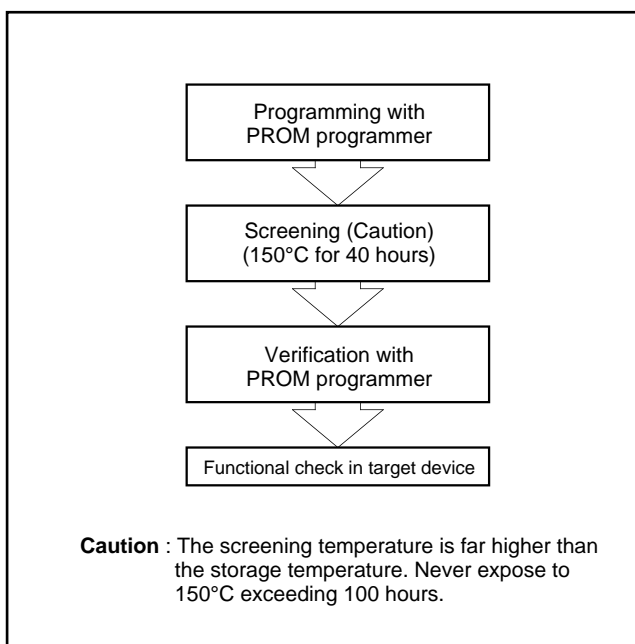 Programming with
PROM programmer
Screening (Caution)
(150°C for 40 hours)
Verification with
PROM programmer
Functional check in target device
Caution : The screening temperature is far higher than
the storage temperature. Never expose to
150°C exceeding 100 hours.